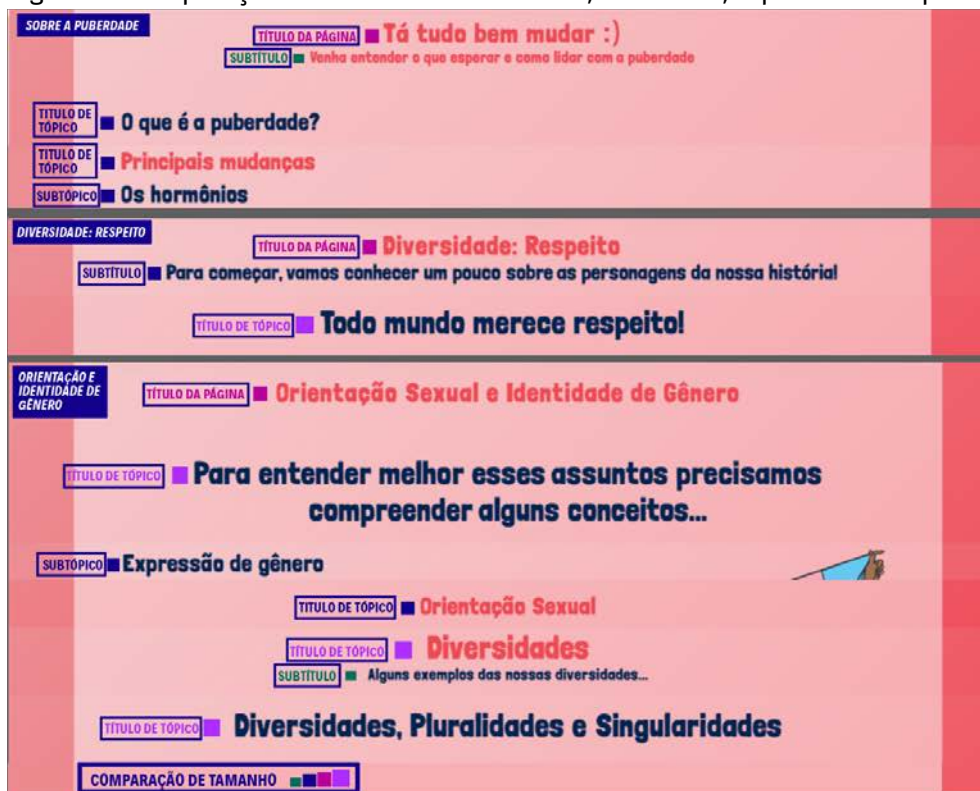 SOBRE A PUBERDADE
TÍTULO DA PÁGINA Tá tudo bem mudar :)
SUBTÍTULO Venha entender o que esperar e como lidar com a puberdade
TITULO DE TÓPICO O que é a puberdade?
TITULO DE TÓPICO Principais mudanças
SUBTÓPICO Os hormônios
DIVERSIDADE: RESPEITO
TÍTULO DA PÁGINA Diversidade: Respeito
SUBTÍTULO Para começar, vamos conhecer um pouco sobre as personagens da nossa história!
TÍTULO DE TÓPICO Todo mundo merece respeito!
ORIENTAÇÃO E IDENTIDADE DE GÊNERO
TÍTULO DA PÁGINA Orientação Sexual e Identidade de Gênero
TÍTULO DE TÓPICO Para entender melhor esses assuntos precisamos
compreender alguns conceitos...
SUBTÓPICO Expressão de gênero
TITULO DE TÓPICO Orientação Sexual
TÍTULO DE TÓPICO Diversidades
SUBTÍTULO Alguns exemplos das nossas diversidades...
TÍTULO DE TÓPICO Diversidades, Pluralidades e Singularidades
COMPARAÇÃO DE TAMANHO